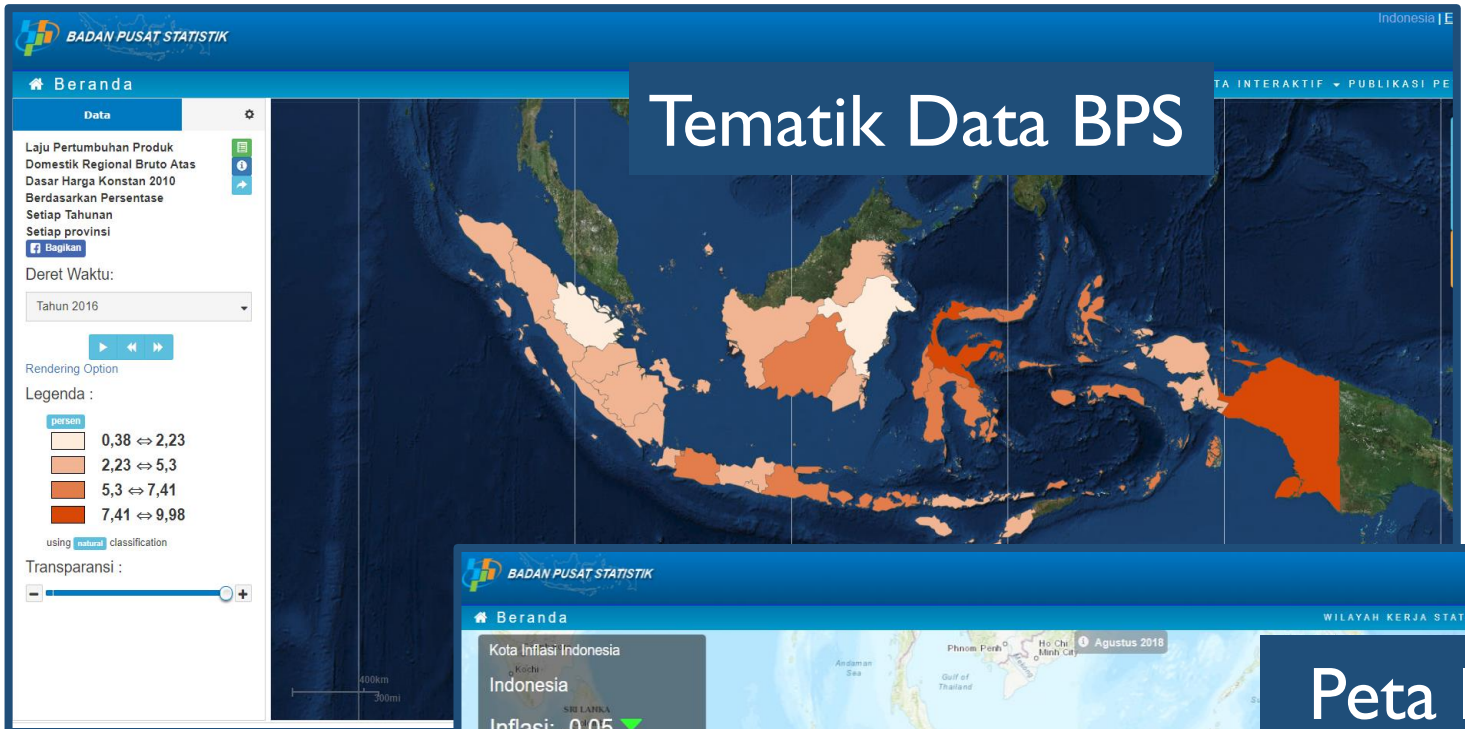 Indonesia | E
BADAN PUSAT STATISTIK
Beranda
TA INTERAKTIF PUBLIKASI PE
Tematik Data BPS
Data
Laju Pertumbuhan Produk
Domestik Regional Bruto Atas
Dasar Harga Konstan 2010
Berdasarkan Persentase
Setiap Tahunan
Setiap provinsi
Bagikan
Deret Waktu:
Tahun 2016
Rendering Option
Legenda :
persen
0,38 ⇔ 2,23
2,23 ⇔ 5,3
5,3 ⇔ 7,41
7,41 ⇔ 9,98
using natural classification
Transparansi :
400km
300mi
BADAN PUSAT STATISTIK
Beranda
WILAYAH KERJA STAT
Kota Inflasi Indonesia
Kochi
Indonesia
SRI LANKA
Inflasi: 0.05
Andaman
Sea
Phnom Penh
Ho Chi
Minh City
Agustus 2018
Gulf of
Thailand
Peta